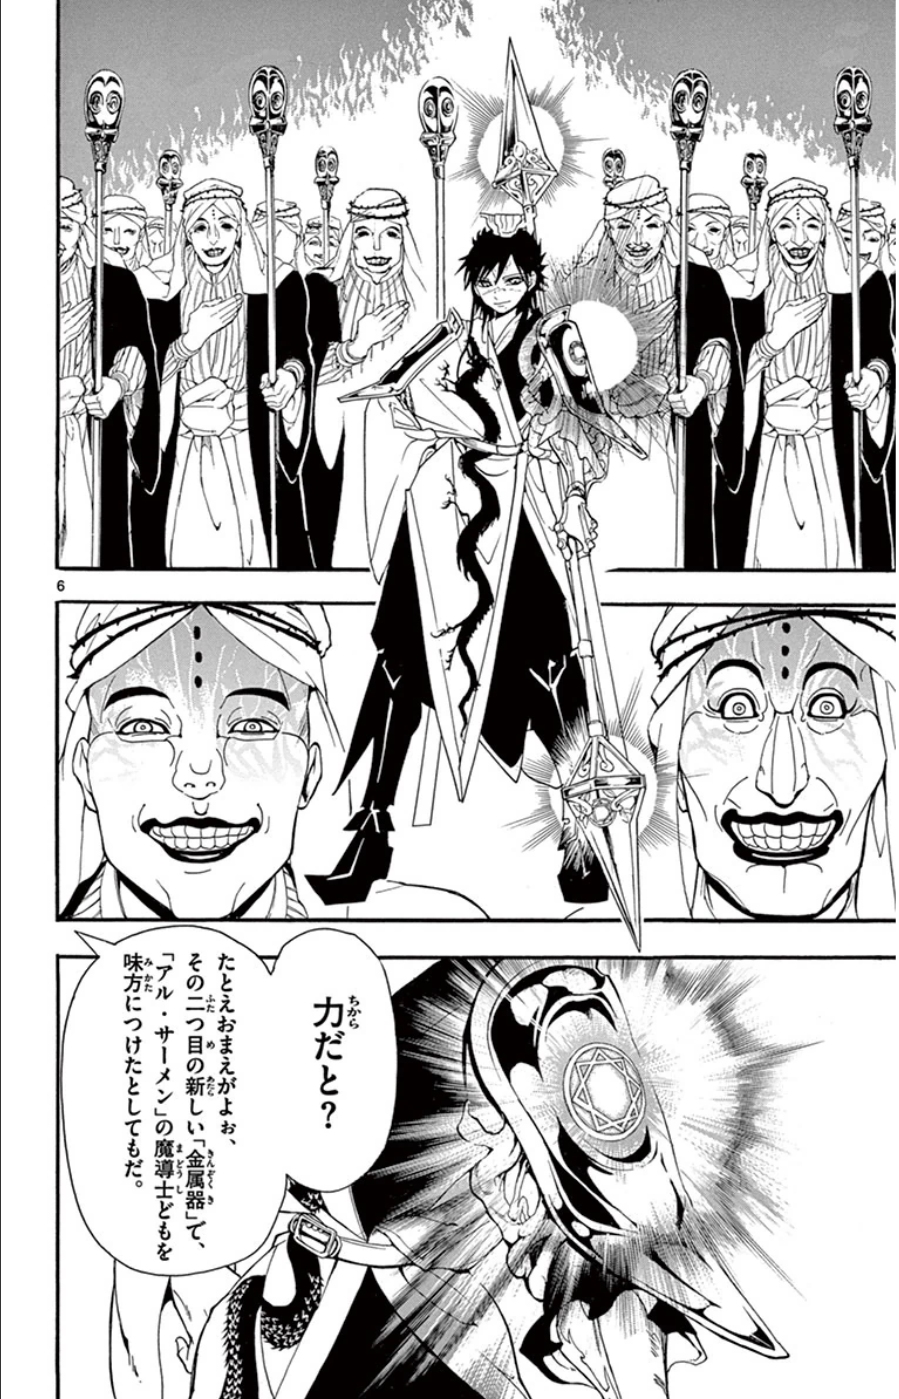 6
力だと?
たとえおまえがよぉ、
その二つ目の新しい「金属器」で、
「アル・サーメン」の魔導士どもを
味方につけたとしてもだ。